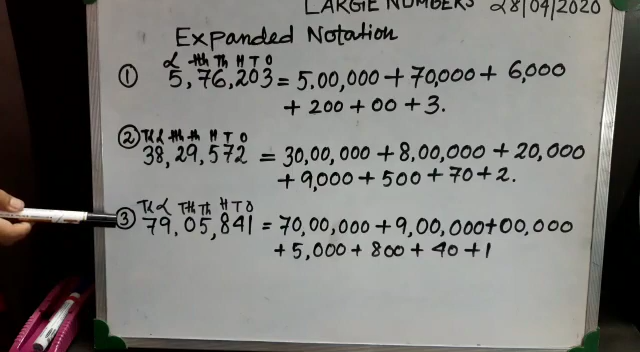 LARGE NUMBERS 28/04/2020
Expanded Notation
L Tth Th H T O
① 5,76,203 = 5,00,000 + 70,000 + 6,000
+ 200 + 00 + 3.
TL L tth th H T O
② 38,29,572 = 30,00,000 + 8,00,000 + 20,000
+ 9,000 + 500 + 70 + 2.
TL L TTh Th H T O
③ 79,05,841 = 70,00,000 + 9,00,000 + 00,000
+ 5,000 + 800 + 40 + 1